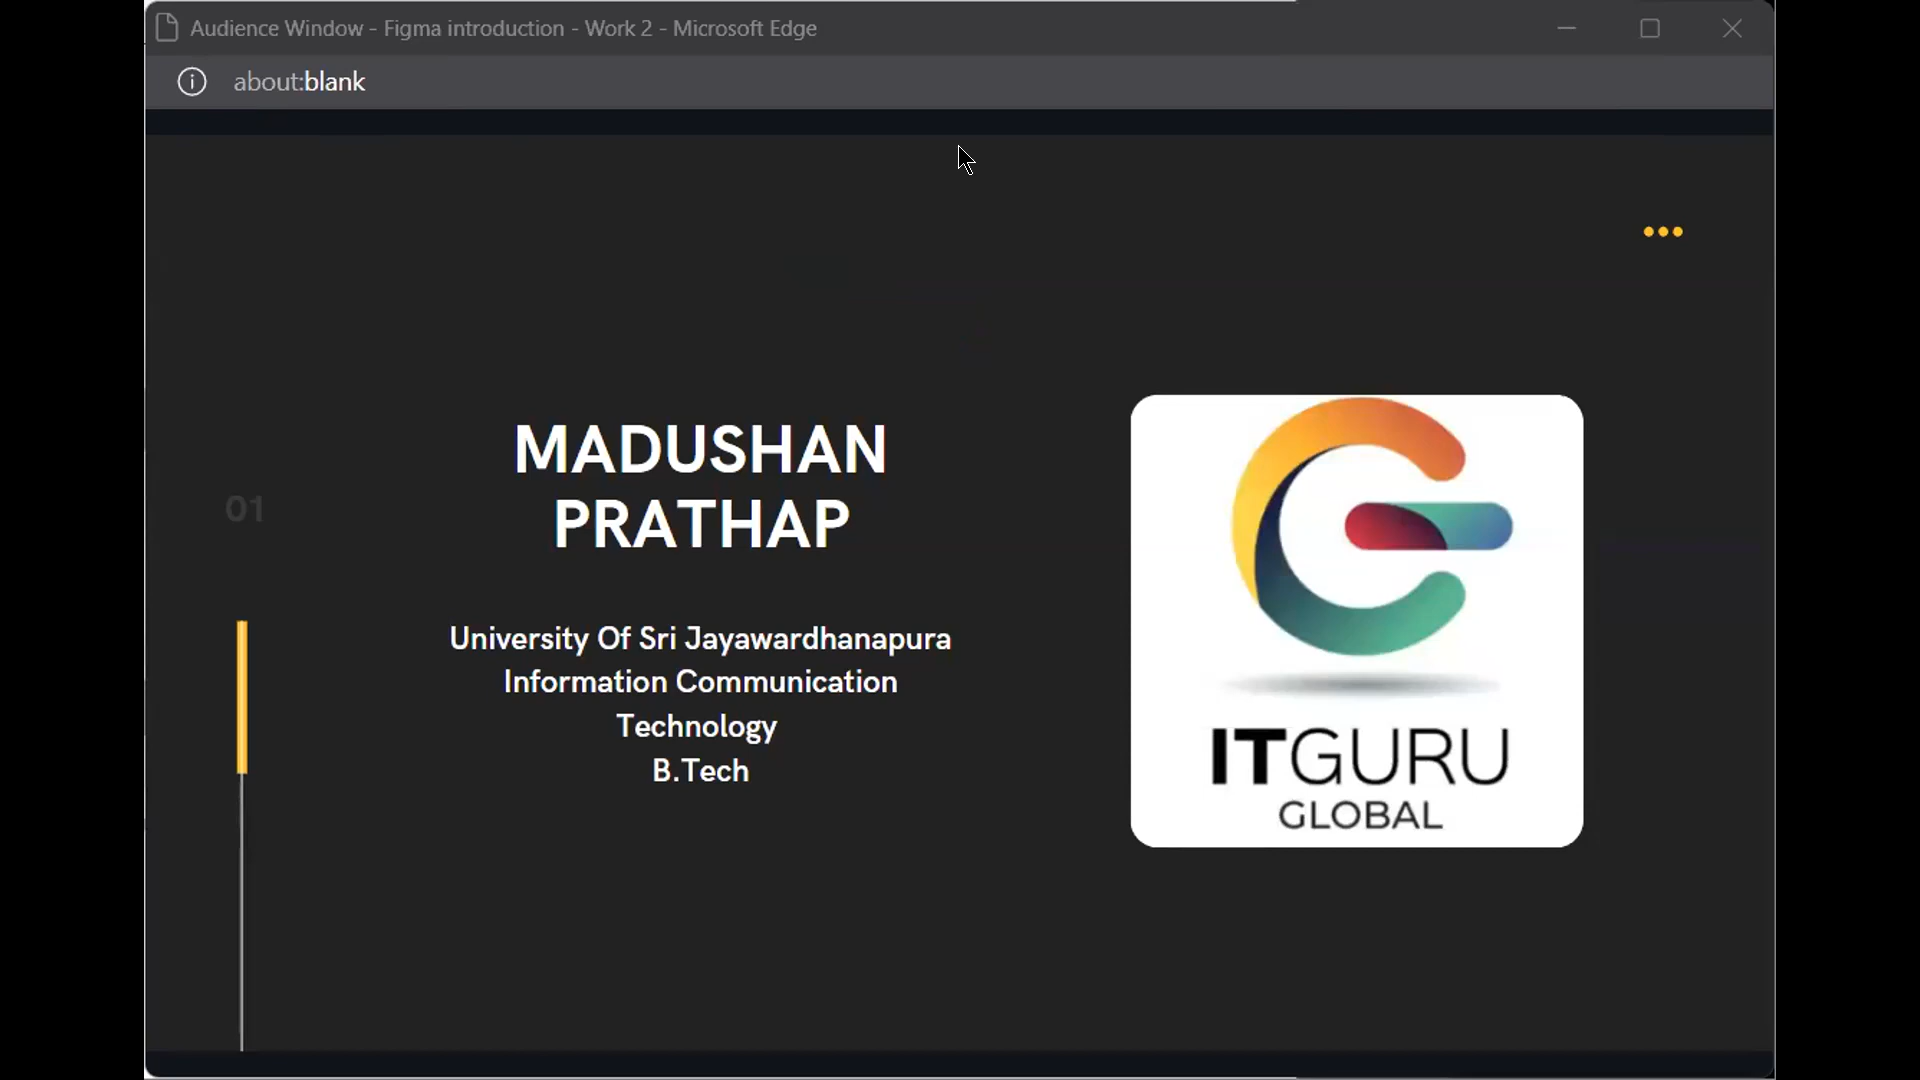 Audience Window - Figma introduction - Work 2 - Microsoft Edge
about:blank
01
MADUSHAN
PRATHAP
University Of Sri Jayawardhanapura
Information Communication
Technology
B.Tech
ITGURU
GLOBAL